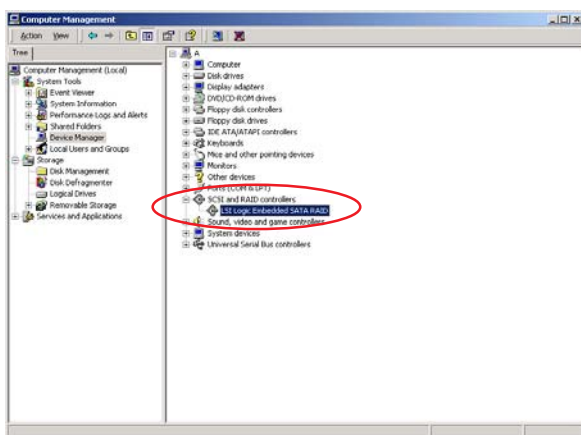 Computer Management
Action View
Tree
Computer Management (Local)
System Tools
Event Viewer
System Information
Performance Logs and Alerts
Shared Folders
Device Manager
Local Users and Groups
Storage
Disk Management
Disk Defragmenter
Logical Drives
Removable Storage
Services and Applications
A
Computer
Disk drives
Display adapters
DVD/CD-ROM drives
Floppy disk controllers
Floppy disk drives
IDE ATA/ATAPI controllers
Keyboards
Mice and other pointing devices
Monitors
Other devices
Ports (COM & LPT)
SCSI and RAID controllers
LSI Logic Embedded SATA RAID
Sound, video and game controllers
System devices
Universal Serial Bus controllers